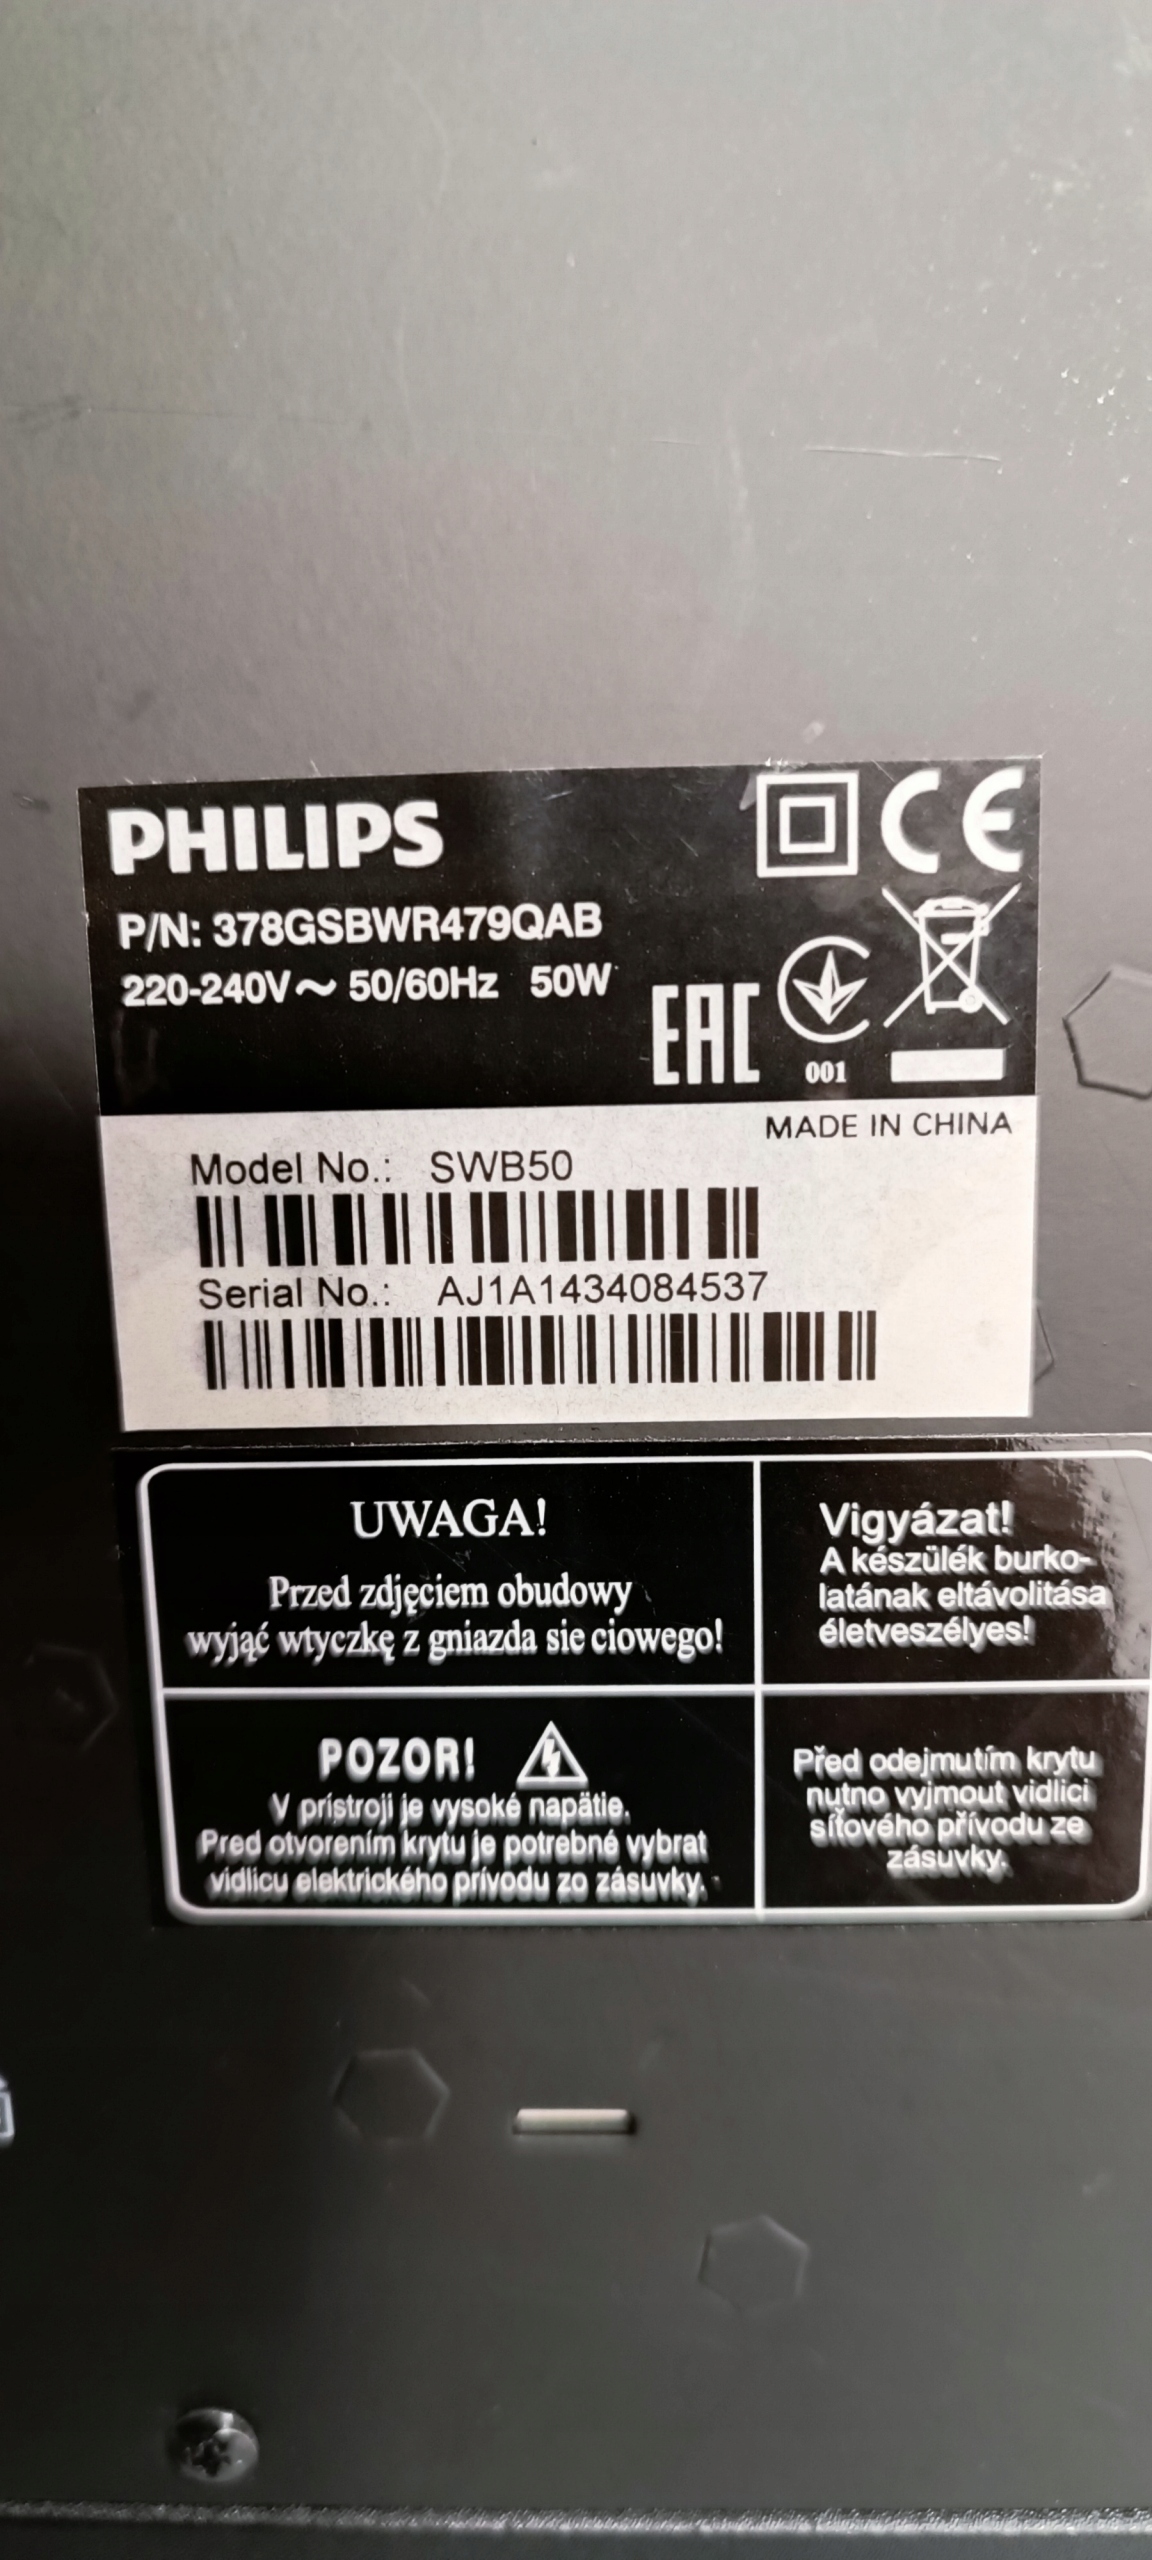 PHILIPS
CE
P/N: 378GSBWR479QAB
220-240V～ 50/60Hz 50W
EAC
001
MADE IN CHINA
Model No.: SWB50
Serial No.: AJ1A1434084537
UWAGA!
Przed zdjęciem obudowy
wyjąć wtyczkę z gniazda sie ciowego!
Vigyázat!
A készülék burko-
latának eltávolitása
életveszélyes!
POZOR!
V prístroji je vysoké napätie.
Pred otvorením krytu je potrebné vybrat
vidlicu elektrického prívodu zo zásuvky.
Před odejmutím krytu
nutno vyjmout vidlici
síťového přívodu ze
zásuvky.